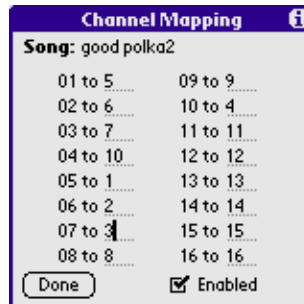 Channel Mapping i
Song: good polka2
01 to 5 09 to 9
02 to 6 10 to 4
03 to 7 11 to 11
04 to 10 12 to 12
05 to 1 13 to 13
06 to 2 14 to 14
07 to 3 15 to 15
08 to 8 16 to 16
Done Enabled